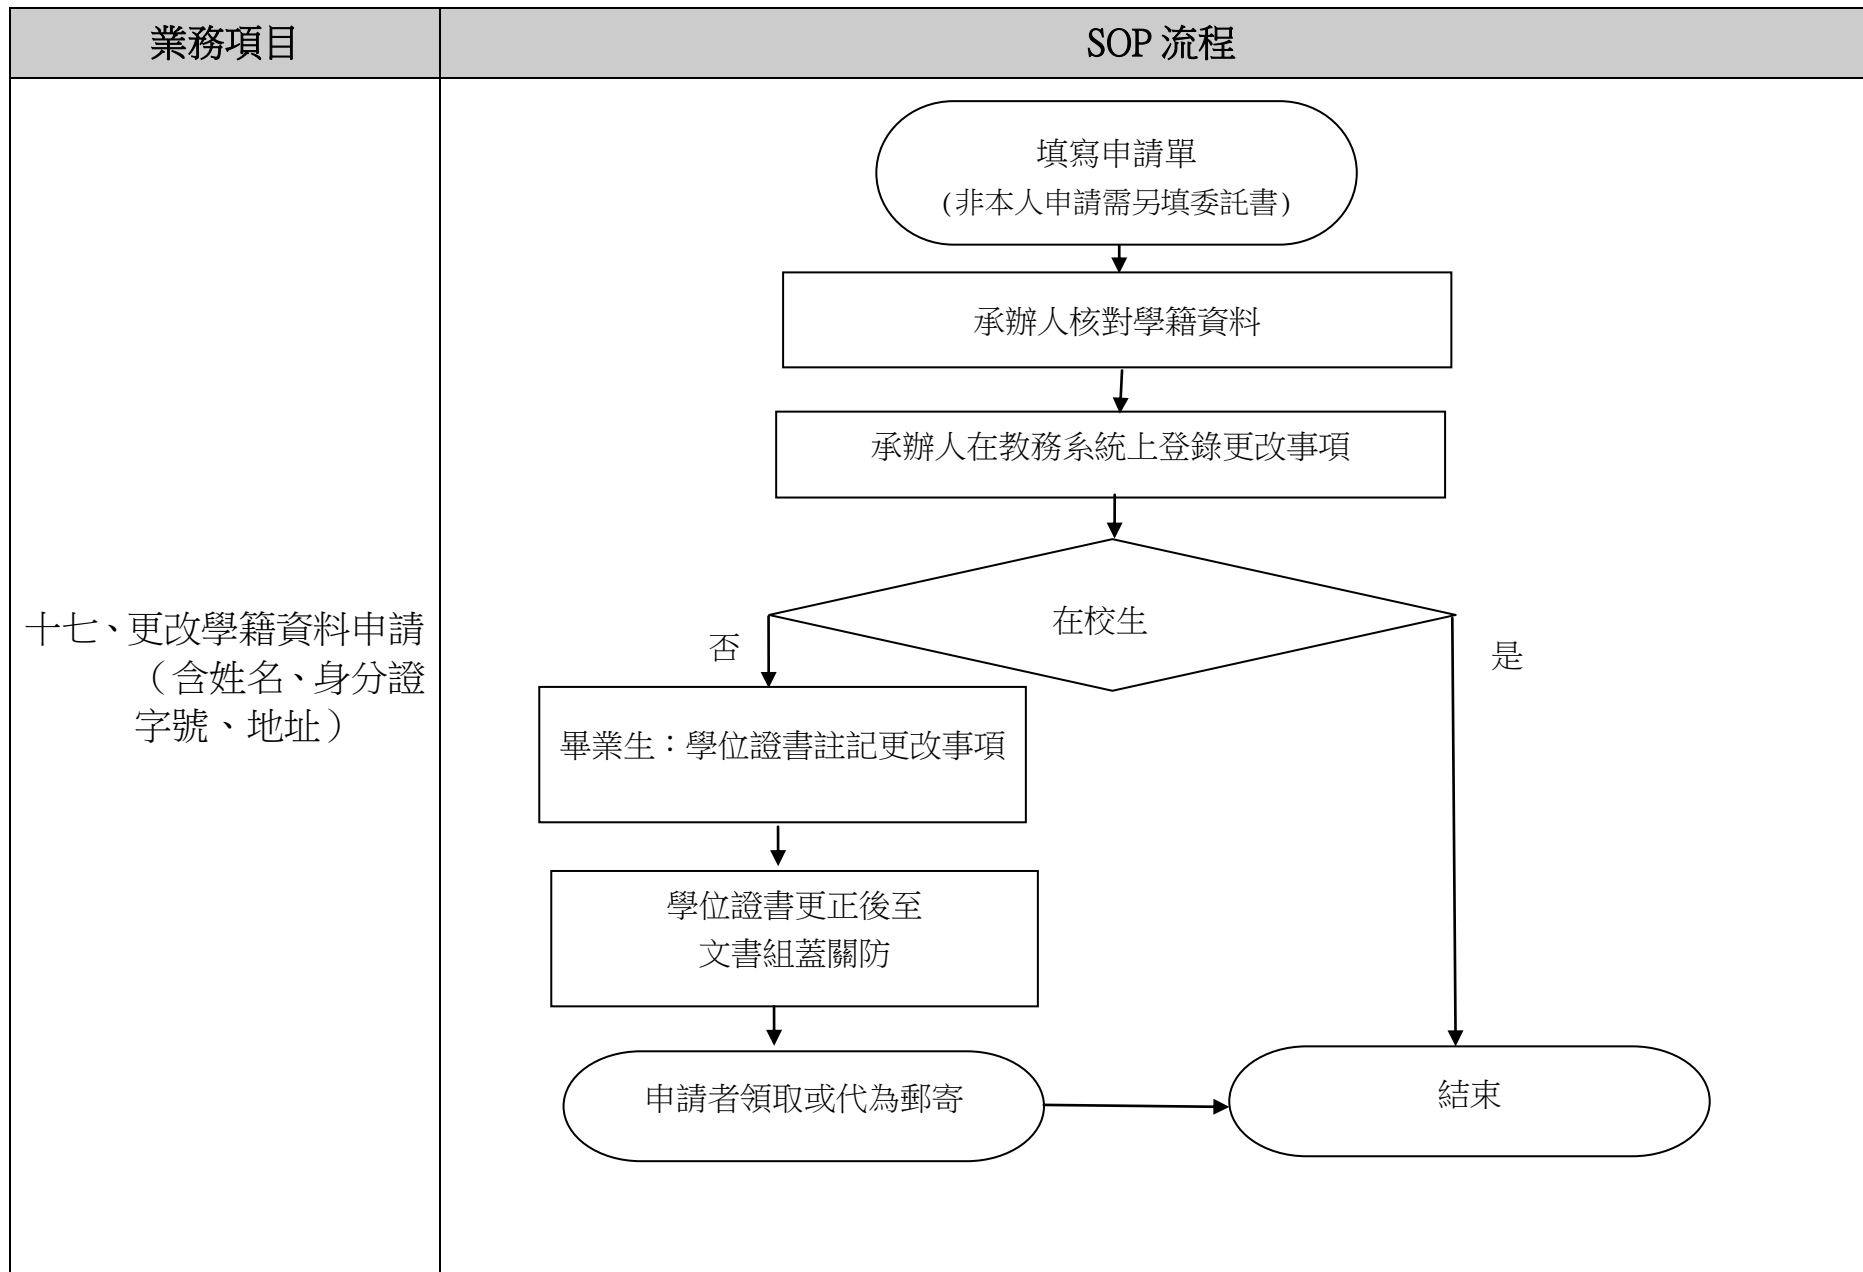 業務項目
SOP 流程
十七、更改學籍資料申請
（含姓名、身分證
字號、地址）
填寫申請單
(非本人申請需另填委託書)
承辦人核對學籍資料
承辦人在教務系統上登錄更改事項
在校生
否
是
畢業生：學位證書註記更改事項
學位證書更正後至
文書組蓋關防
申請者領取或代為郵寄
結束